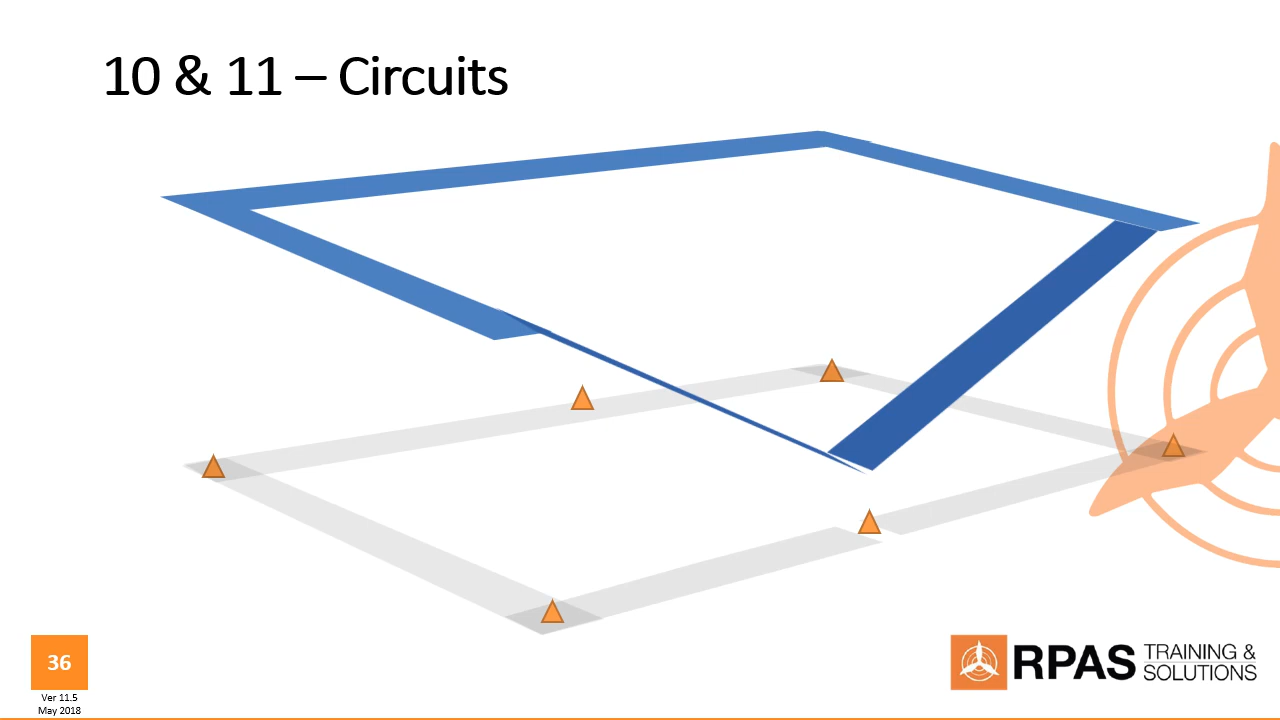 10 & 11 – Circuits
36
Ver 11.5
May 2018
RPAS TRAINING &
SOLUTIONS